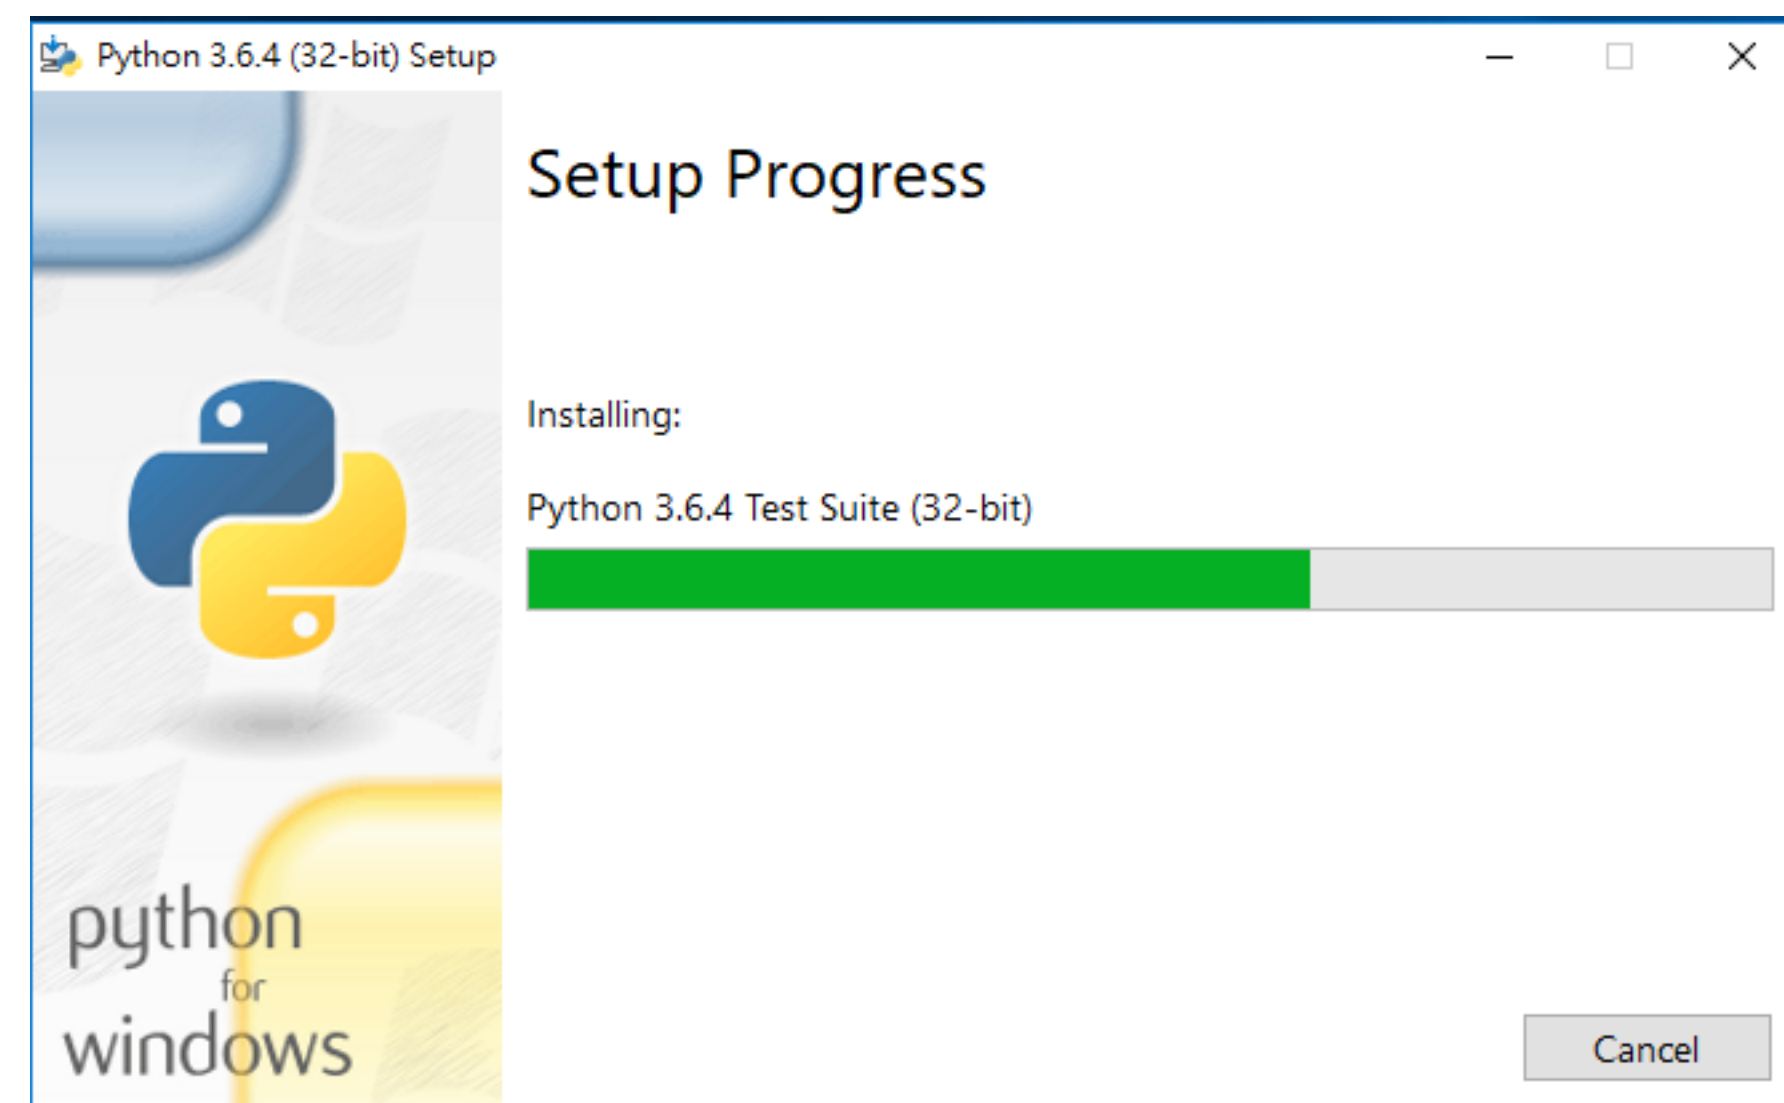 Python 3.6.4 (32-bit) Setup
Setup Progress
Installing:
Python 3.6.4 Test Suite (32-bit)
python
for
windows
Cancel